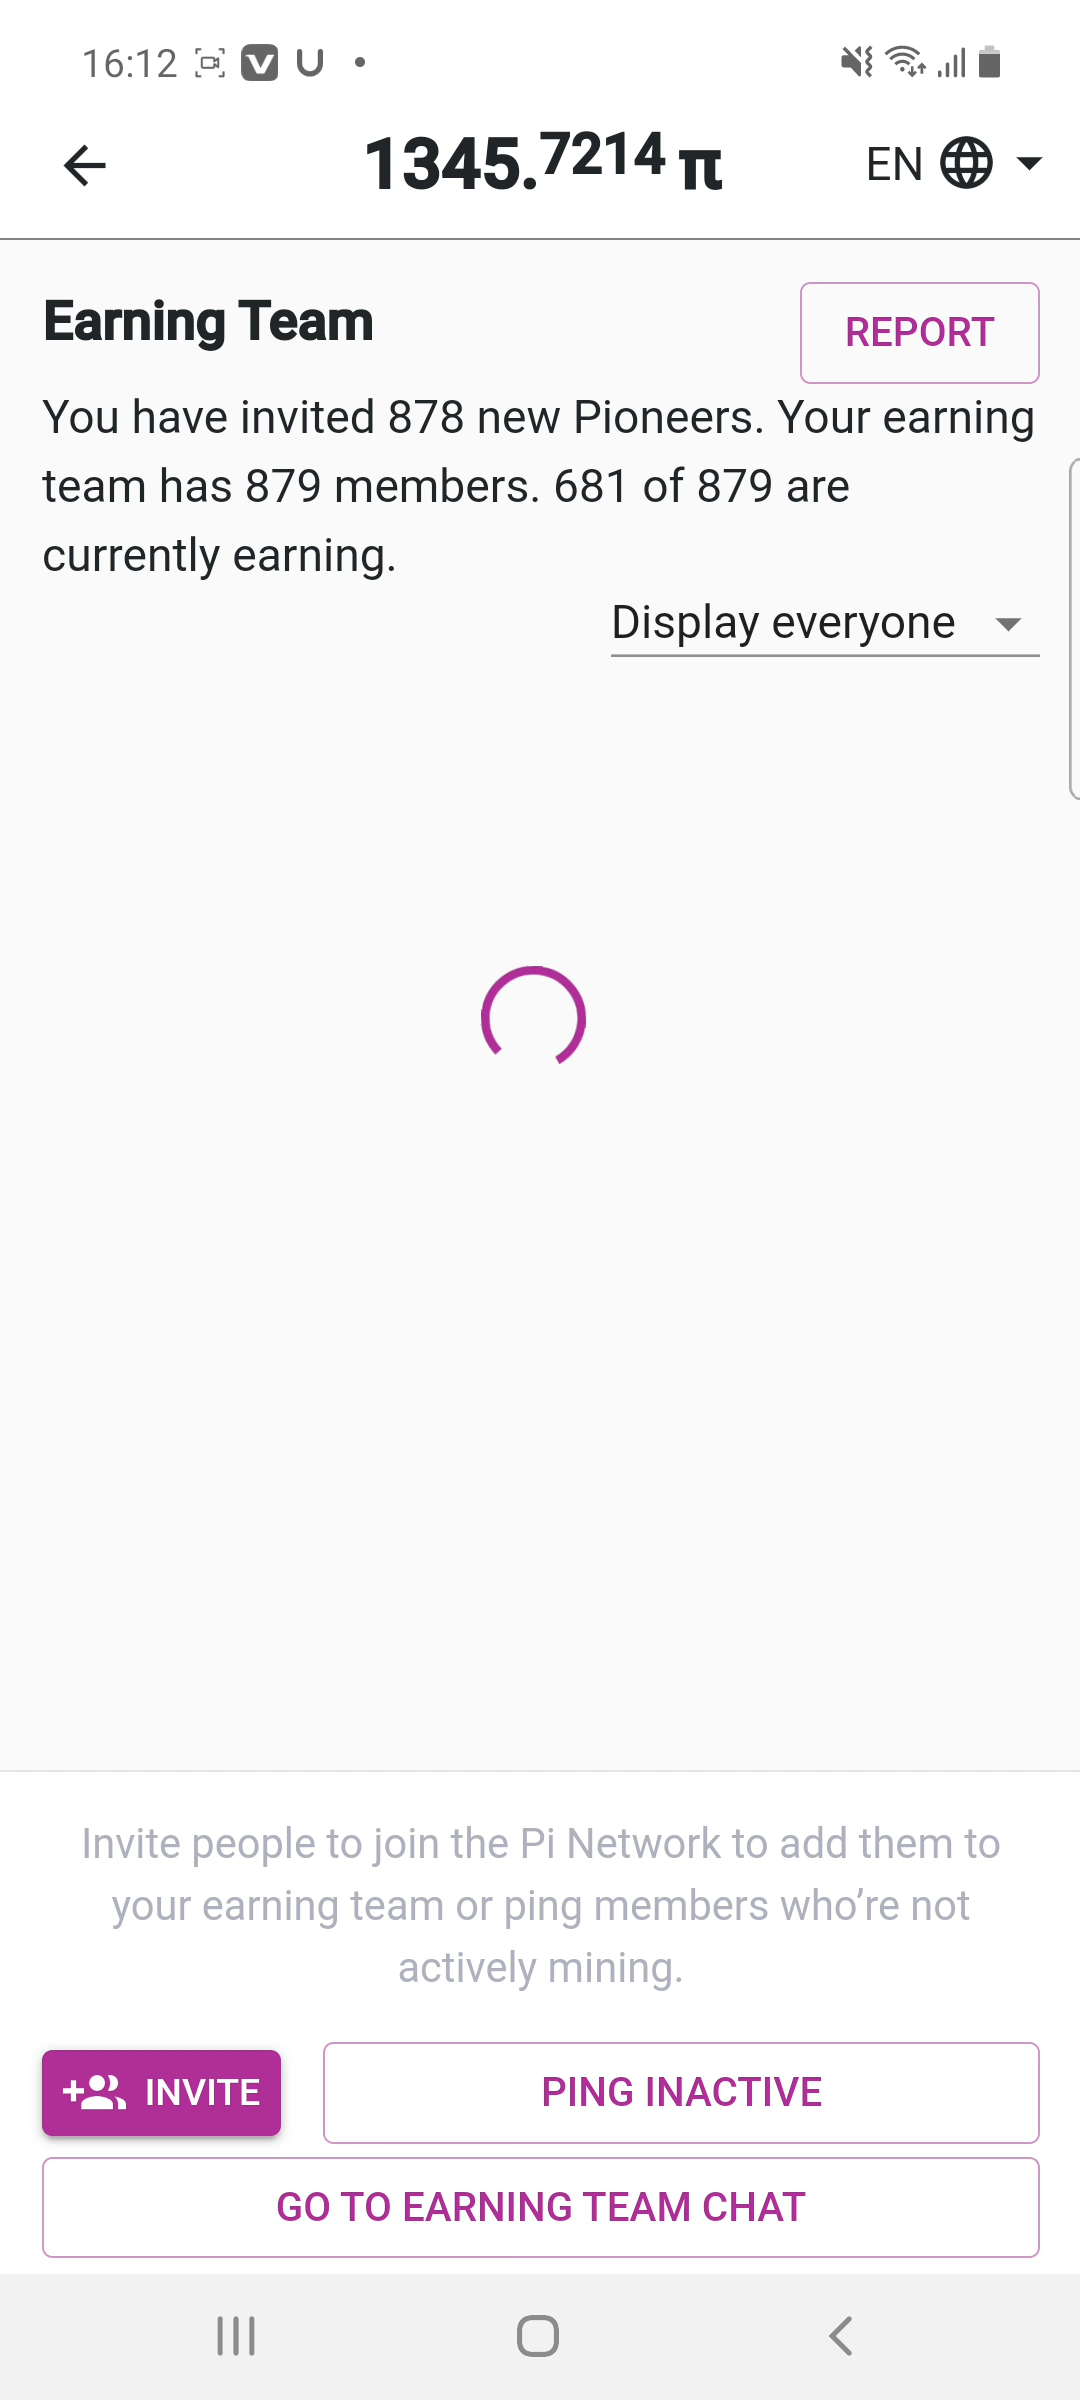 16:12
1345.7214 π
EN
Earning Team
REPORT
You have invited 878 new Pioneers. Your earning
team has 879 members. 681 of 879 are
currently earning.
Display everyone
Invite people to join the Pi Network to add them to
your earning team or ping members who’re not
actively mining.
INVITE
PING INACTIVE
GO TO EARNING TEAM CHAT